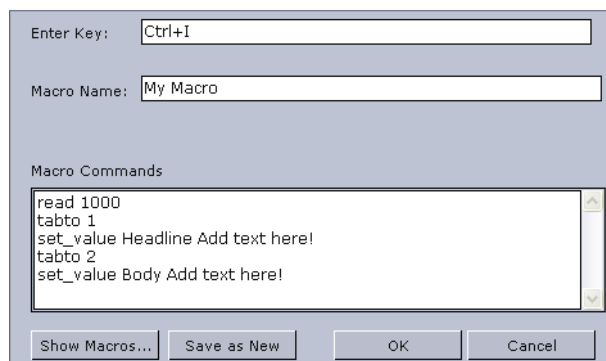 Enter Key: Ctrl+I
Macro Name: My Macro
Macro Commands
read 1000
tabto 1
set_value Headline Add text here!
tabto 2
set_value Body Add text here!
Show Macros... Save as New OK Cancel